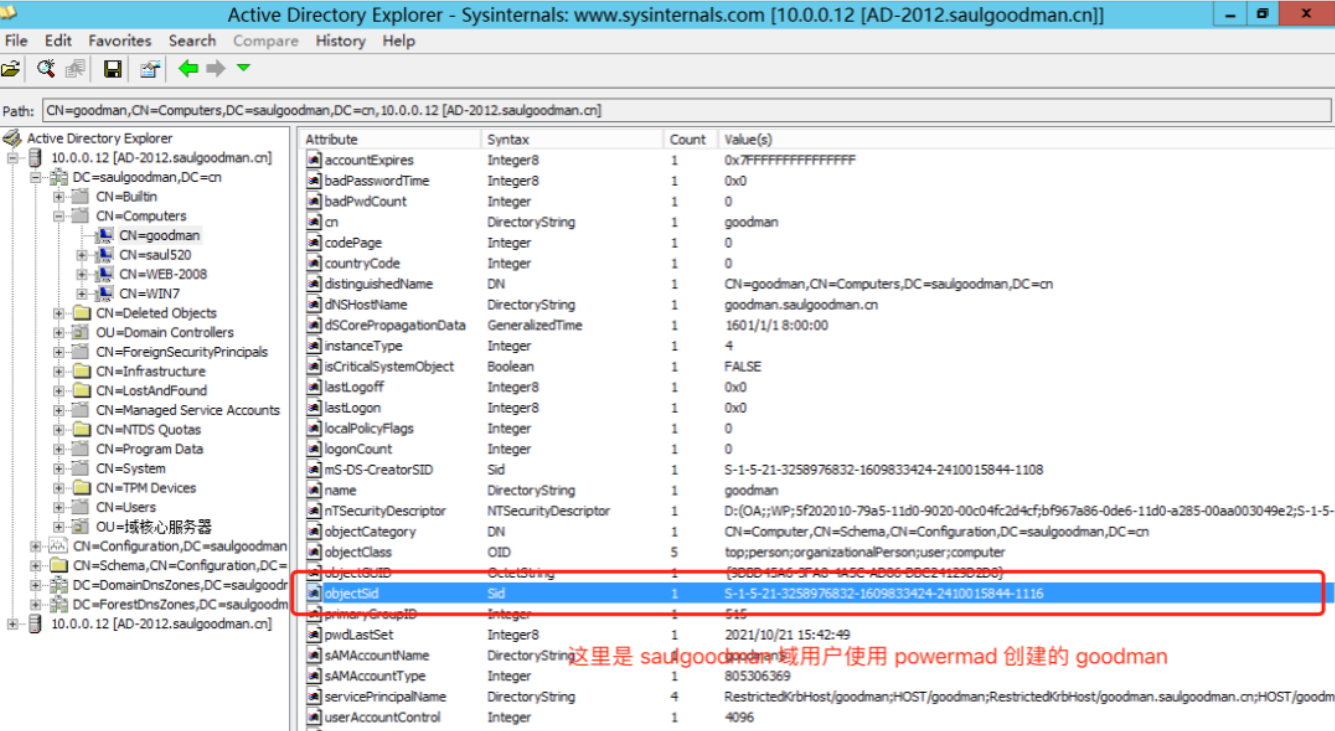 Active Directory Explorer - Sysinternals: www.sysinternals.com [10.0.0.12 [AD-2012.saulgoodman.cn]]
File Edit Favorites Search Compare History Help
Path: CN=goodman,CN=Computers,DC=saulgoodman,DC=cn,10.0.0.12 [AD-2012.saulgoodman.cn]
Active Directory Explorer
10.0.0.12 [AD-2012.saulgoodman.cn]
DC=saulgoodman,DC=cn
CN=Builtin
CN=Computers
CN=goodman
CN=saul520
CN=WEB-2008
CN=WIN7
CN=Deleted Objects
OU=Domain Controllers
CN=ForeignSecurityPrincipals
CN=Infrastructure
CN=LostAndFound
CN=Managed Service Accounts
CN=NTDS Quotas
CN=Program Data
CN=System
CN=TPM Devices
CN=Users
OU=域核心服务器
CN=Configuration,DC=saulgoodman
CN=Schema,CN=Configuration,DC=
DC=DomainDnsZones,DC=saulgoodr
DC=ForestDnsZones,DC=saulgoodm
10.0.0.12 [AD-2012.saulgoodman.cn]
Attribute Syntax Count Value(s)
accountExpires Integer8 1 0x7FFFFFFFFFFFFFFF
badPasswordTime Integer8 1 0x0
badPwdCount Integer 1 0
cn DirectoryString 1 goodman
codePage Integer 1 0
countryCode Integer 1 0
distinguishedName DN 1 CN=goodman,CN=Computers,DC=saulgoodman,DC=cn
dNSHostName DirectoryString 1 goodman.saulgoodman.cn
dSCorePropagationData GeneralizedTime 1 1601/1/1 8:00:00
instanceType Integer 1 4
isCriticalSystemObject Boolean 1 FALSE
lastLogoff Integer8 1 0x0
lastLogon Integer8 1 0x0
localPolicyFlags Integer 1 0
logonCount Integer 1 0
mS-DS-CreatorSID Sid 1 S-1-5-21-3258976832-1609833424-2410015844-1108
name DirectoryString 1 goodman
nTSecurityDescriptor NTSecurityDescriptor 1 D:(OA;;WP;5f202010-79a5-11d0-9020-00c04fc2d4cf;bf967a86-0de6-11d0-a285-00aa003049e2;S-1-5-
objectCategory DN 1 CN=Computer,CN=Schema,CN=Configuration,DC=saulgoodman,DC=cn
objectClass OID 5 top;person;organizationalPerson;user;computer
objectGUID OctetString 1
objectSid Sid 1 S-1-5-21-3258976832-1609833424-2410015844-1116
primaryGroupID Integer 1 515
pwdLastSet Integer8 1 2021/10/21 15:42:49
sAMAccountName DirectoryString 1 goodman$
这里是 saulgoodman 域用户使用 powermad 创建的 goodman
sAMAccountType Integer 1 805306369
servicePrincipalName DirectoryString 4 RestrictedKrbHost/goodman;HOST/goodman;RestrictedKrbHost/goodman.saulgoodman.cn;HOST/goodm
userAccountControl Integer 1 4096